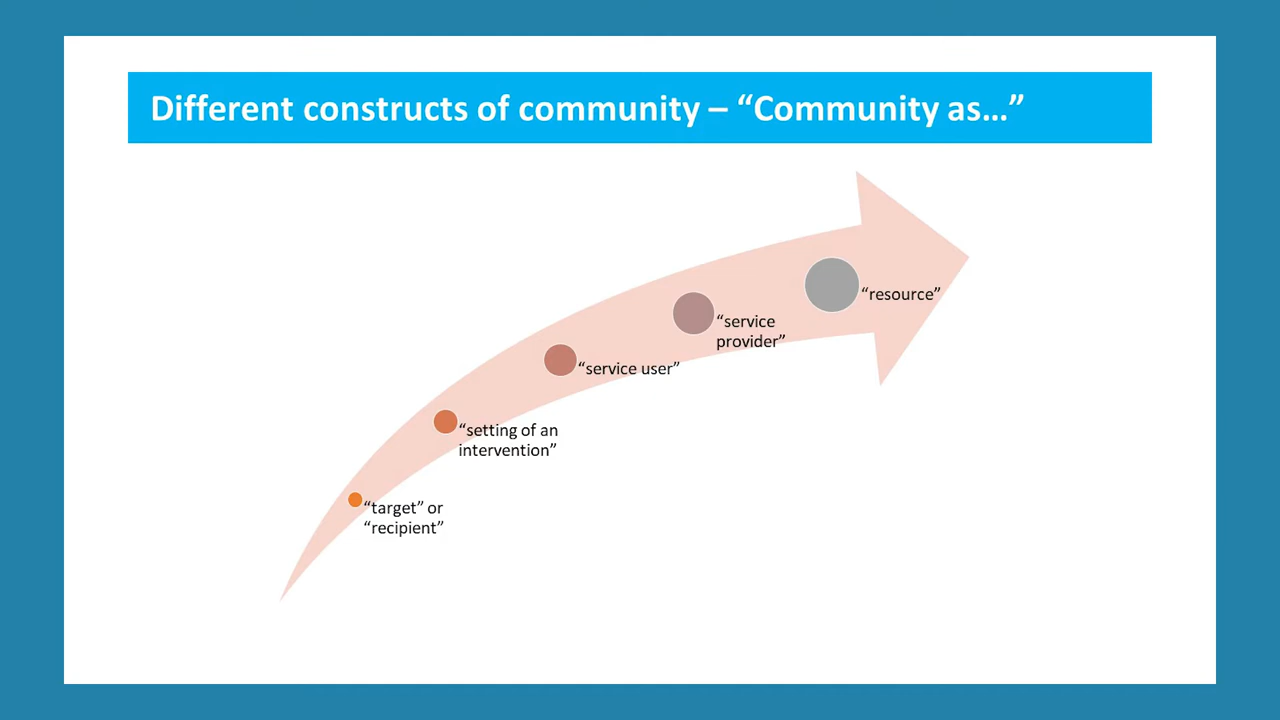 Different constructs of community – “Community as…”
“resource”
“service
provider”
“service user”
“setting of an
intervention”
“target” or
“recipient”